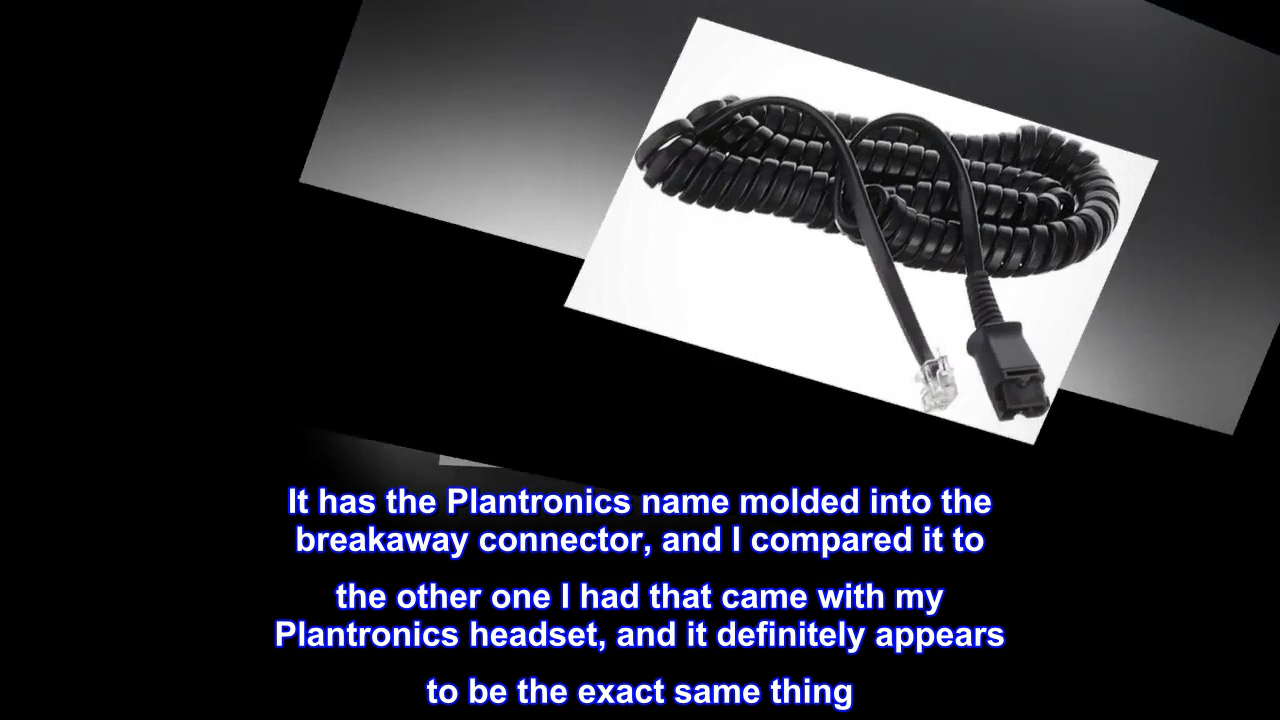 It has the Plantronics name molded into the
breakaway connector, and I compared it to
the other one I had that came with my
Plantronics headset, and it definitely appears
to be the exact same thing